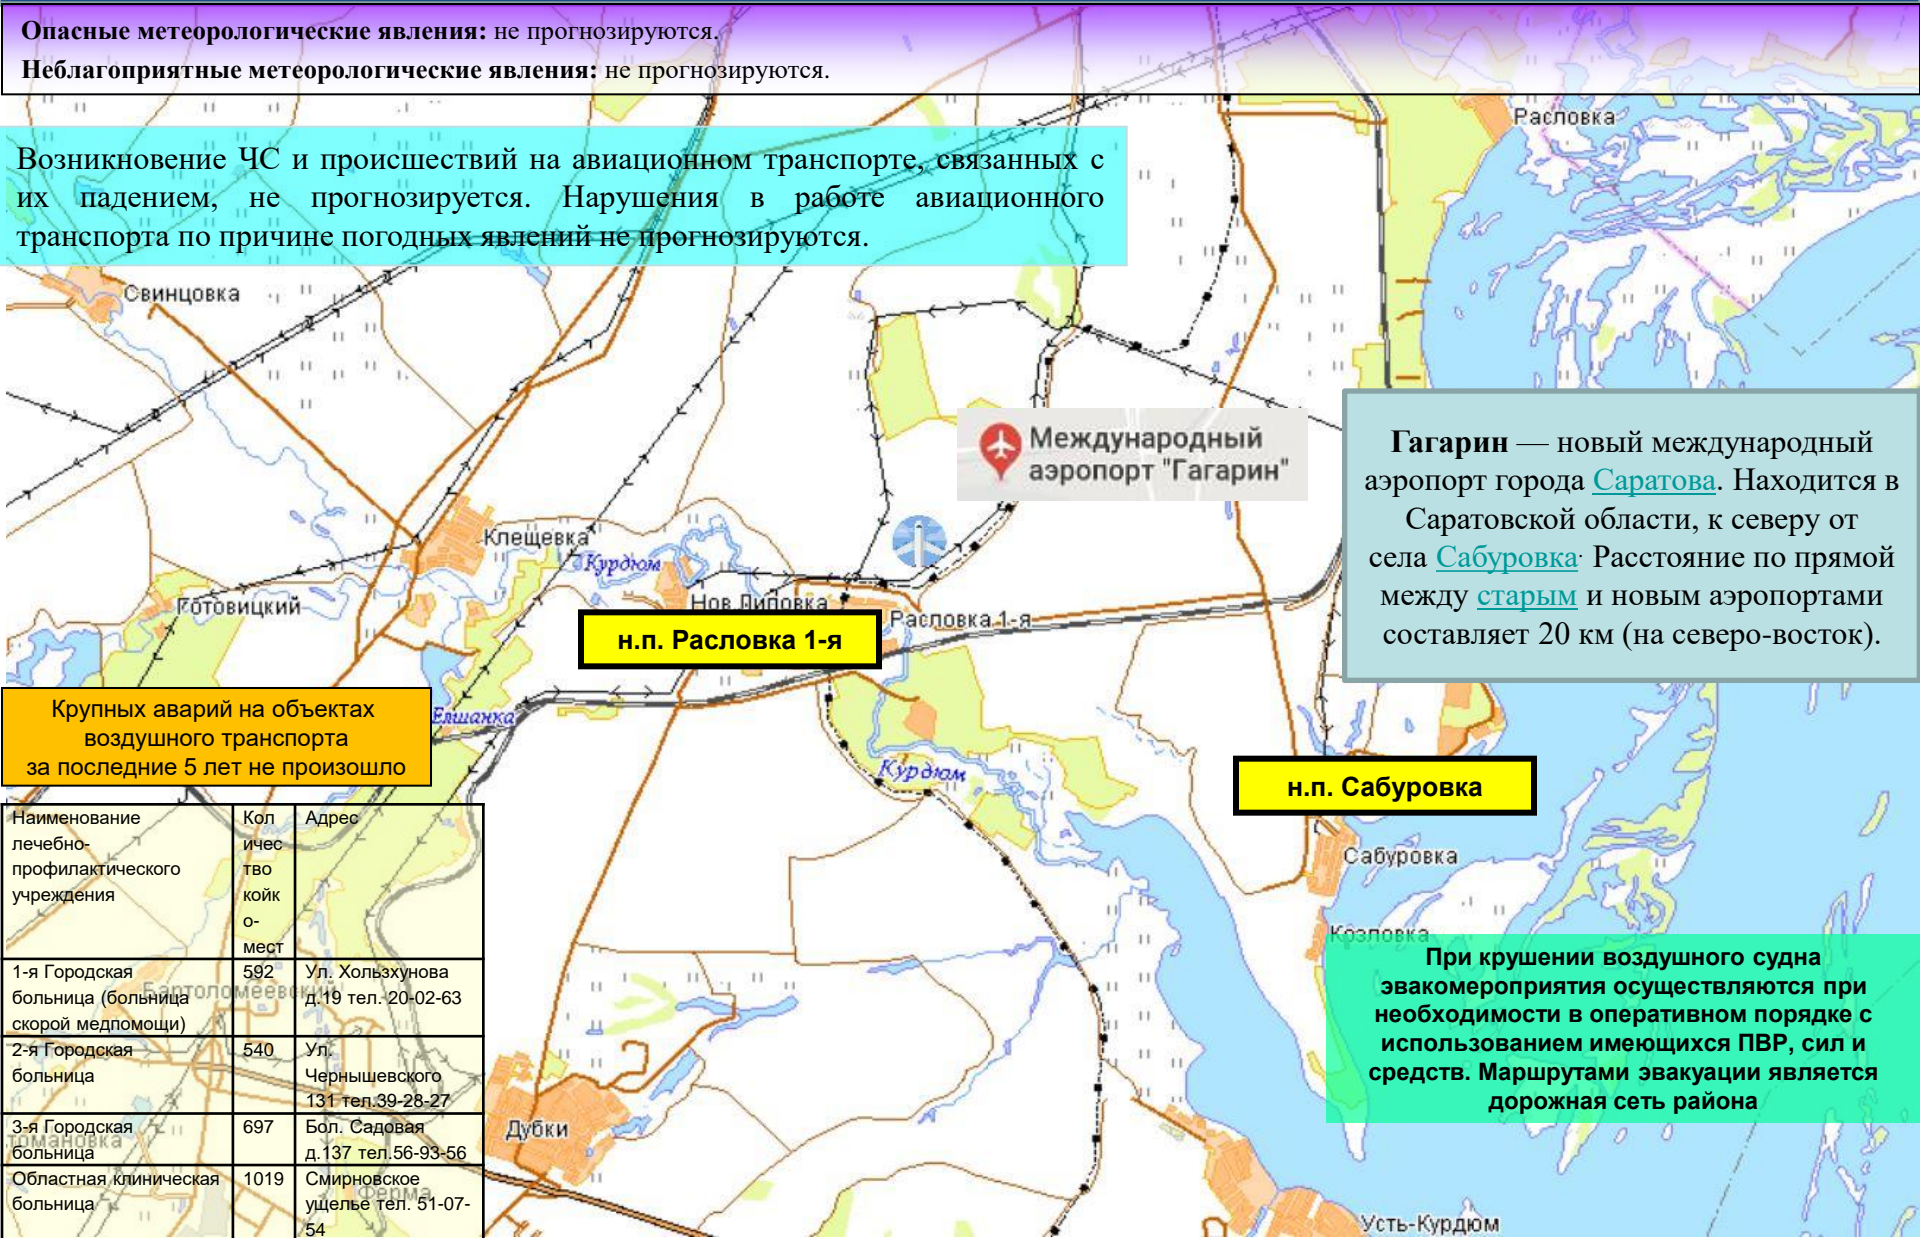 Опасные метеорологические явления: не прогнозируются.
Неблагоприятные метеорологические явления: не прогнозируются.
Расловка
Возникновение ЧС и происшествий на авиационном транспорте, связанных с
их падением, не прогнозируется. Нарушения в работе авиационного
транспорта по причине погодных явлений не прогнозируются.
Свинцовка
Международный
аэропорт "Гагарин"
Гагарин — новый международный
аэропорт города Саратова. Находится в
Саратовской области, к северу от
села Сабуровка. Расстояние по прямой
между старым и новым аэропортами
составляет 20 км (на северо-восток).
Клещевка
Курдюм
Готовицкий
Нов.Липовка
Расловка 1-я
н.п. Расловка 1-я
Елшанка
Крупных аварий на объектах
воздушного транспорта
за последние 5 лет не произошло
Курдюм
н.п. Сабуровка
Сабуровка
Козловка
При крушении воздушного судна
эвакомероприятия осуществляются при
необходимости в оперативном порядке с
использованием имеющихся ПВР, сил и
средств. Маршрутами эвакуации является
дорожная сеть района
Наименование
лечебно-
профилактического
учреждения
Кол
ичес
тво
койк
о-
мест
Адрес
1-я Городская
больница (больница
скорой медпомощи)
592
Ул. Хользхунова
д.19 тел. 20-02-63
Бартоломеевский
2-я Городская
больница
540
Ул.
Чернышевского
131 тел.39-28-27
3-я Городская
больница
697
Бол. Садовая
д.137 тел.56-93-56
томановка
Областная клиническая
больница
1019
Смирновское
ущелье тел. 51-07-
54
Ферма
Дубки
Усть-Курдюм